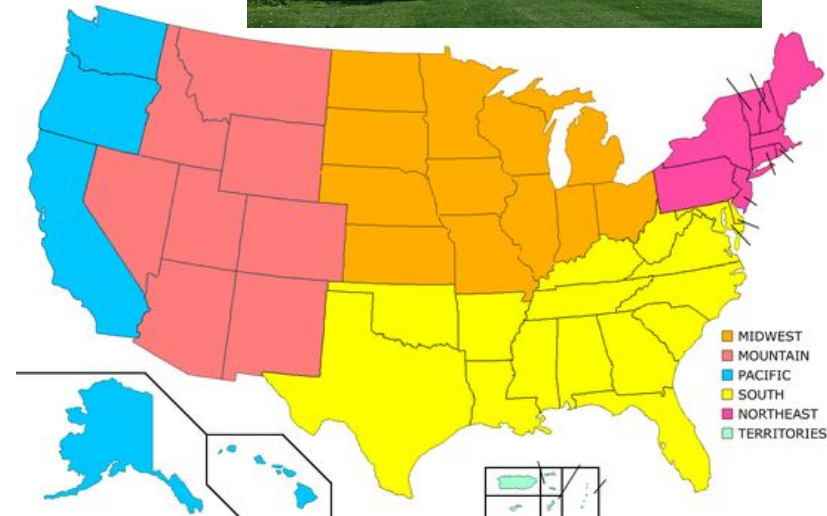 MIDWEST
MOUNTAIN
PACIFIC
SOUTH
NORTHEAST
TERRITORIES